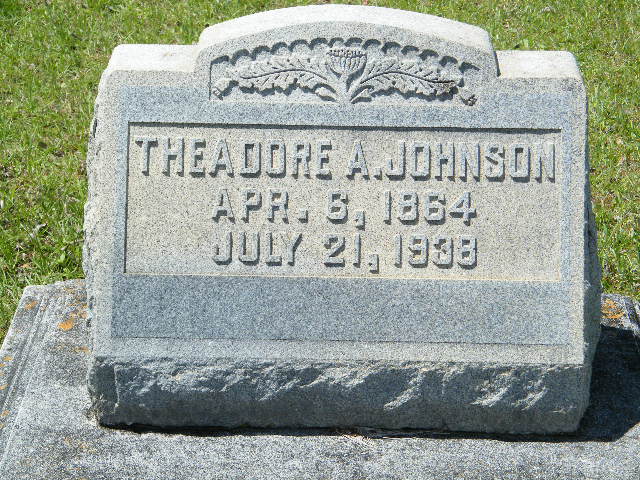 THEADORE A. JOHNSON
APR. 6, 1864
JULY 21, 1938